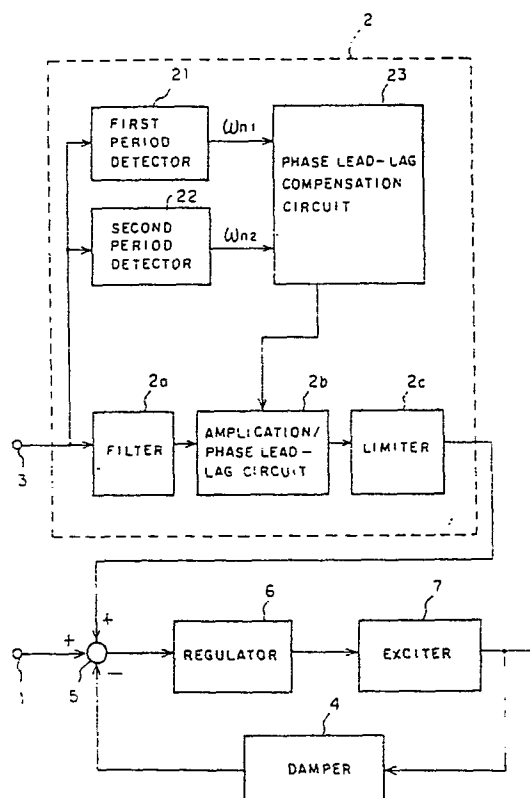 2
21
23
FIRST
PERIOD
DETECTOR
ωn1
PHASE LEAD-LAG
COMPENSATION
CIRCUIT
22
SECOND
PERIOD
DETECTOR
ωn2
2a
2b
2c
FILTER
AMPLICATION/
PHASE LEAD-
LAG CIRCUIT
LIMITER
3
+
+
−
5
1
6
REGULATOR
7
EXCITER
4
DAMPER